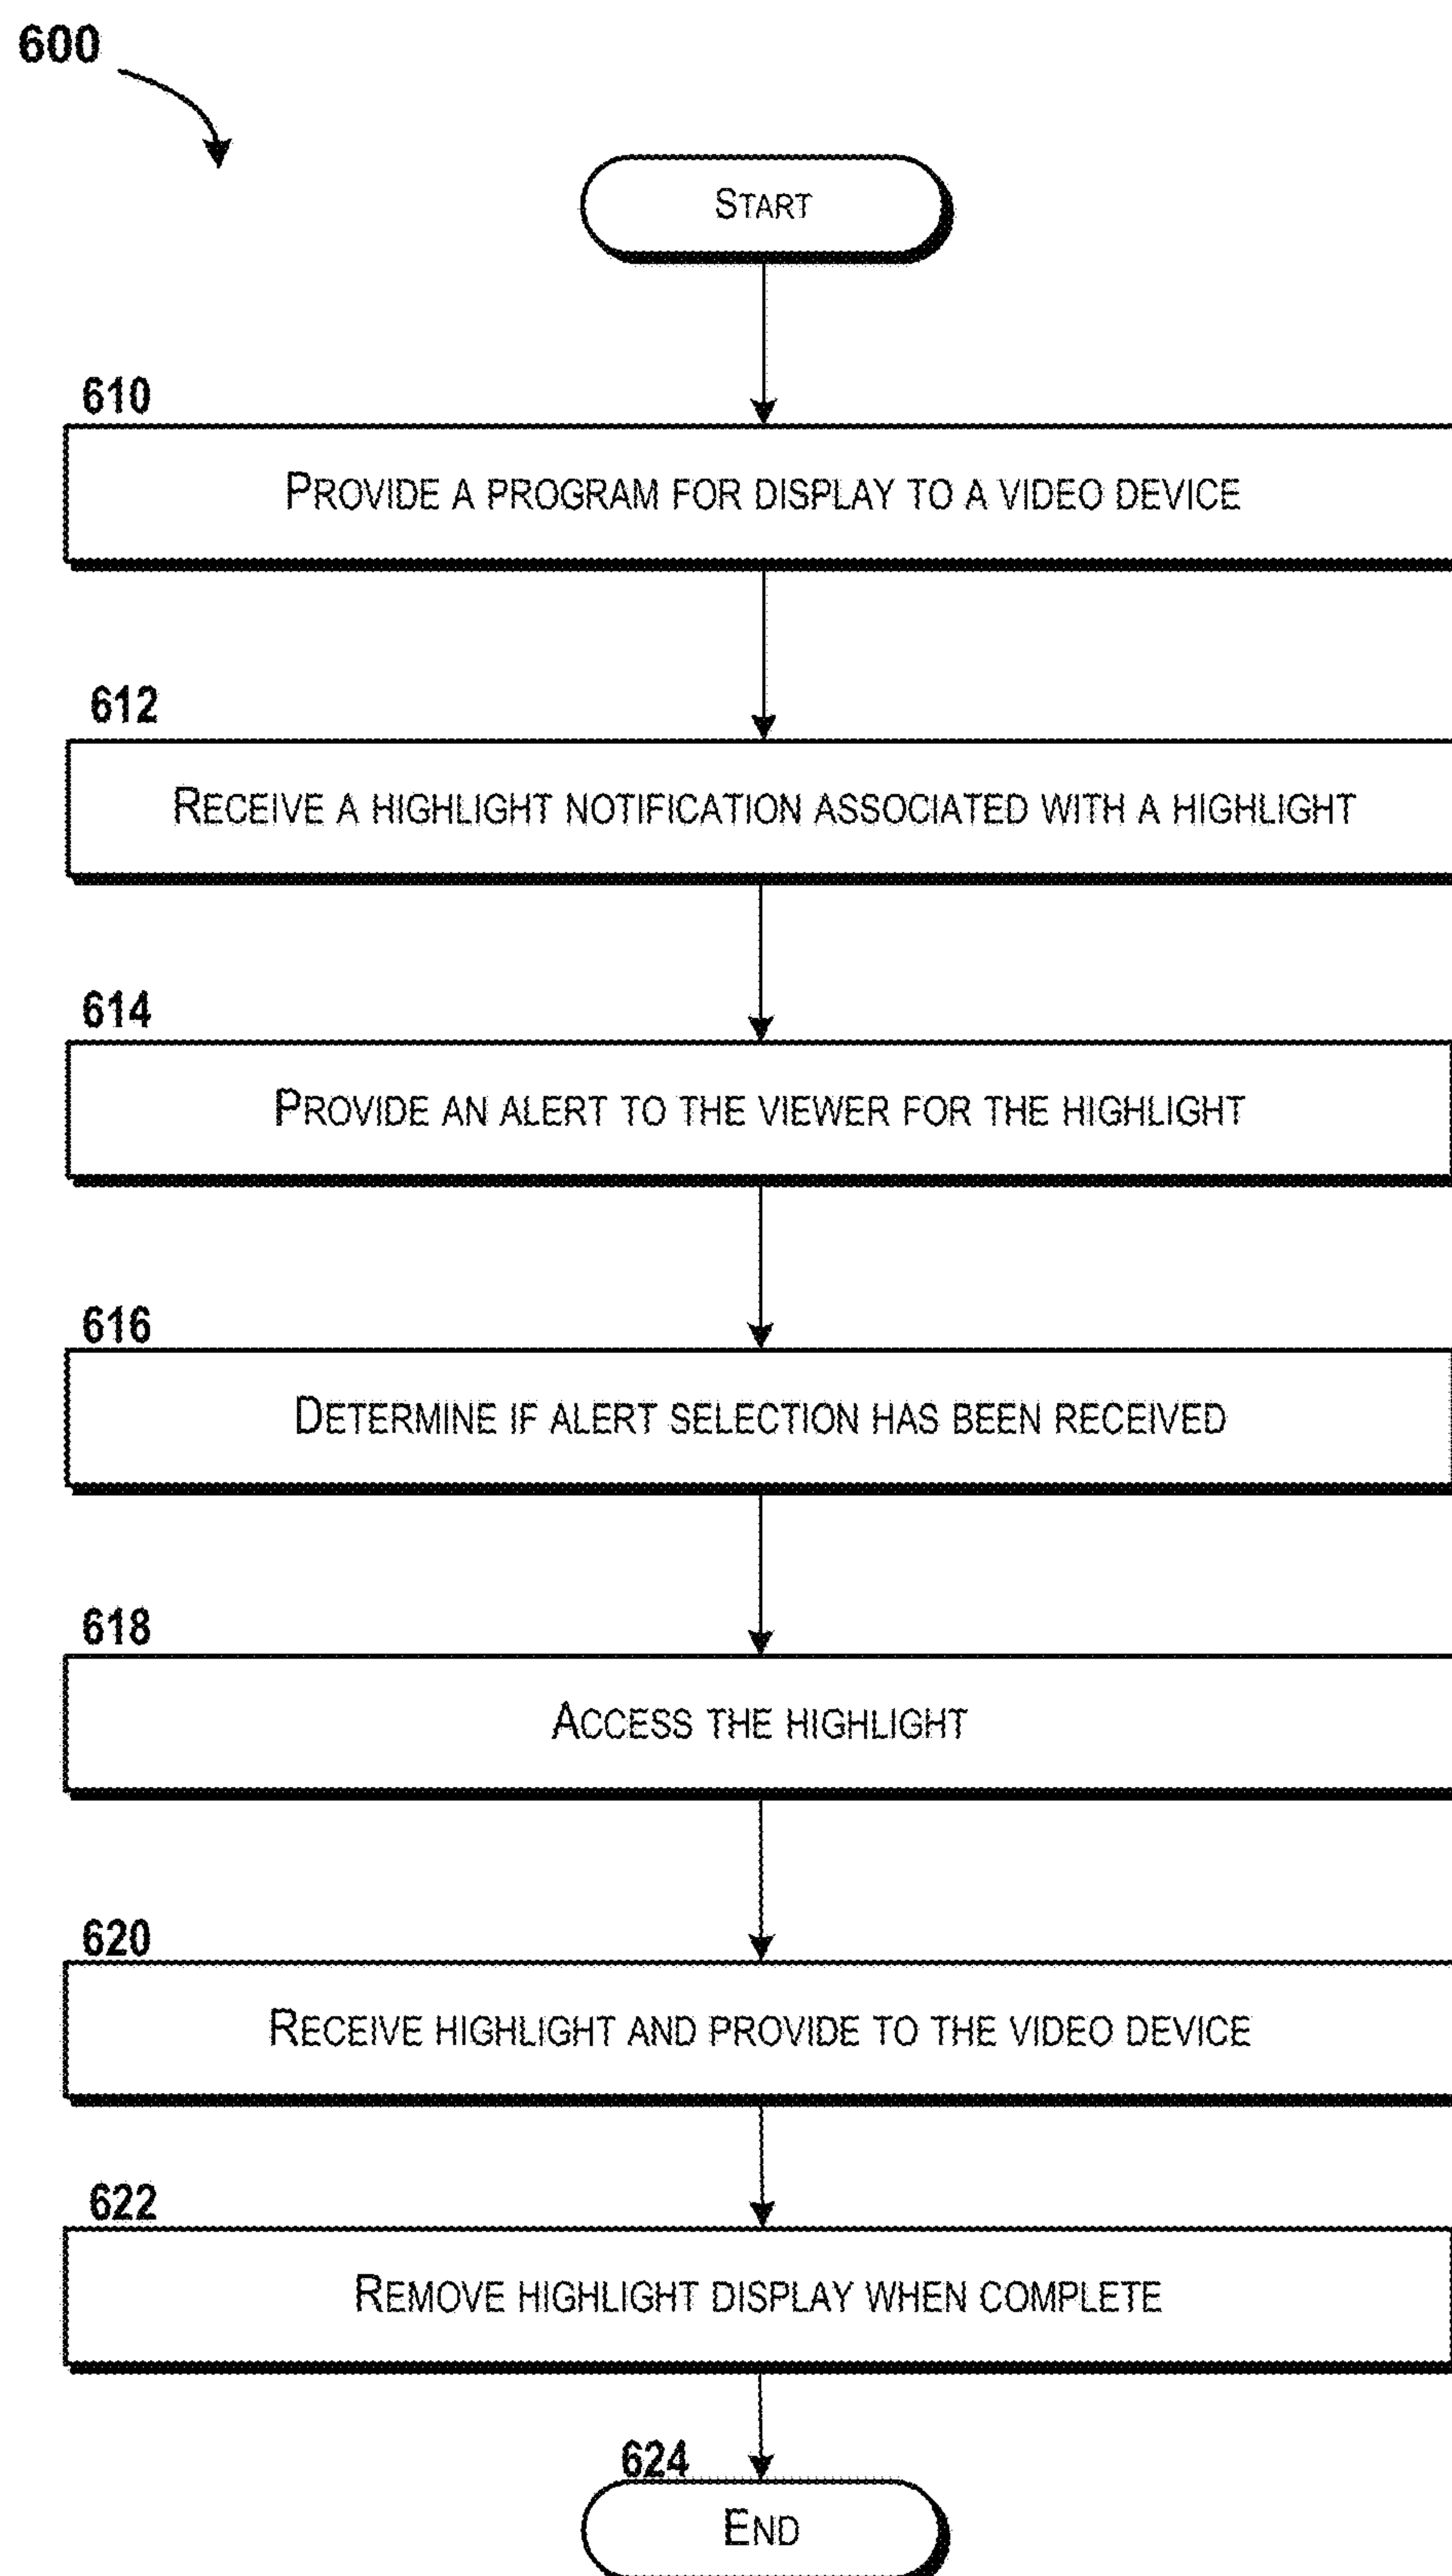 600
START
610
PROVIDE A PROGRAM FOR DISPLAY TO A VIDEO DEVICE
612
RECEIVE A HIGHLIGHT NOTIFICATION ASSOCIATED WITH A HIGHLIGHT
614
PROVIDE AN ALERT TO THE VIEWER FOR THE HIGHLIGHT
616
DETERMINE IF ALERT SELECTION HAS BEEN RECEIVED
618
ACCESS THE HIGHLIGHT
620
RECEIVE HIGHLIGHT AND PROVIDE TO THE VIDEO DEVICE
622
REMOVE HIGHLIGHT DISPLAY WHEN COMPLETE
624
END